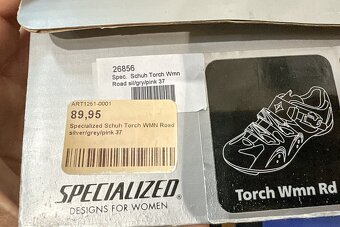 26856
Spec. Schuh Torch Wmn
Road sil/gry/pink 37
ART1251-0001
89,95
Specialized Schuh Torch WMN Road
silver/grey/pink 37
SPECIALIZED®
DESIGNS FOR WOMEN
Torch Wmn Rd